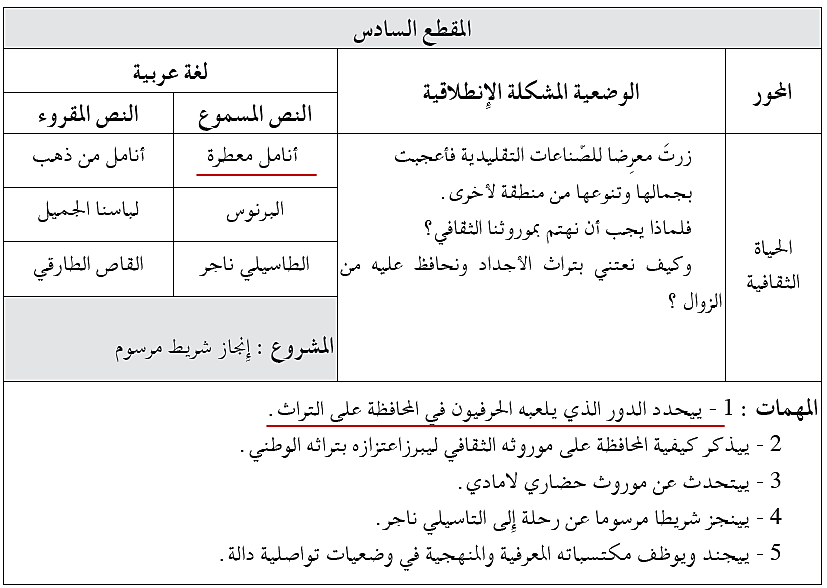 المقطع السادس
المحور
الوضعية المشكلة الإنطلاقية
لغة عربية
النص المسموع
النص المقروء
الحياة
الثقافية
زرتَ معرِضا للصّناعات التقليدية فأعجبت
بجمالها وتنوعها من منطقة لأخرى.
فلماذا يجب أن نهتم بموروثنا الثقافي؟
وكيف نعتني بتراث الأجداد ونحافظ عليه من
الزوال ؟
أنامل معطرة
أنامل من ذهب
البرنوس
لباسنا الجميل
الطاسيلي ناجر
القاص الطارقي
المشروع : إنجاز شريط مرسوم
المهمات : 1 - ييحدد الدور الذي يلعبه الحرفيون في المحافظة على التراث.
2 - ييذكر كيفية المحافظة على موروثه الثقافي ليبرزاعتزازه بتراثه الوطني.
3 - ييتحدث عن موروث حضاري لامادي.
4 - يينجز شريطا مرسوما عن رحلة إلى التاسيلي ناجر.
5 - ييجند ويوظف مكتسباته المعرفية والمنهجية في وضعيات تواصلية دالة.